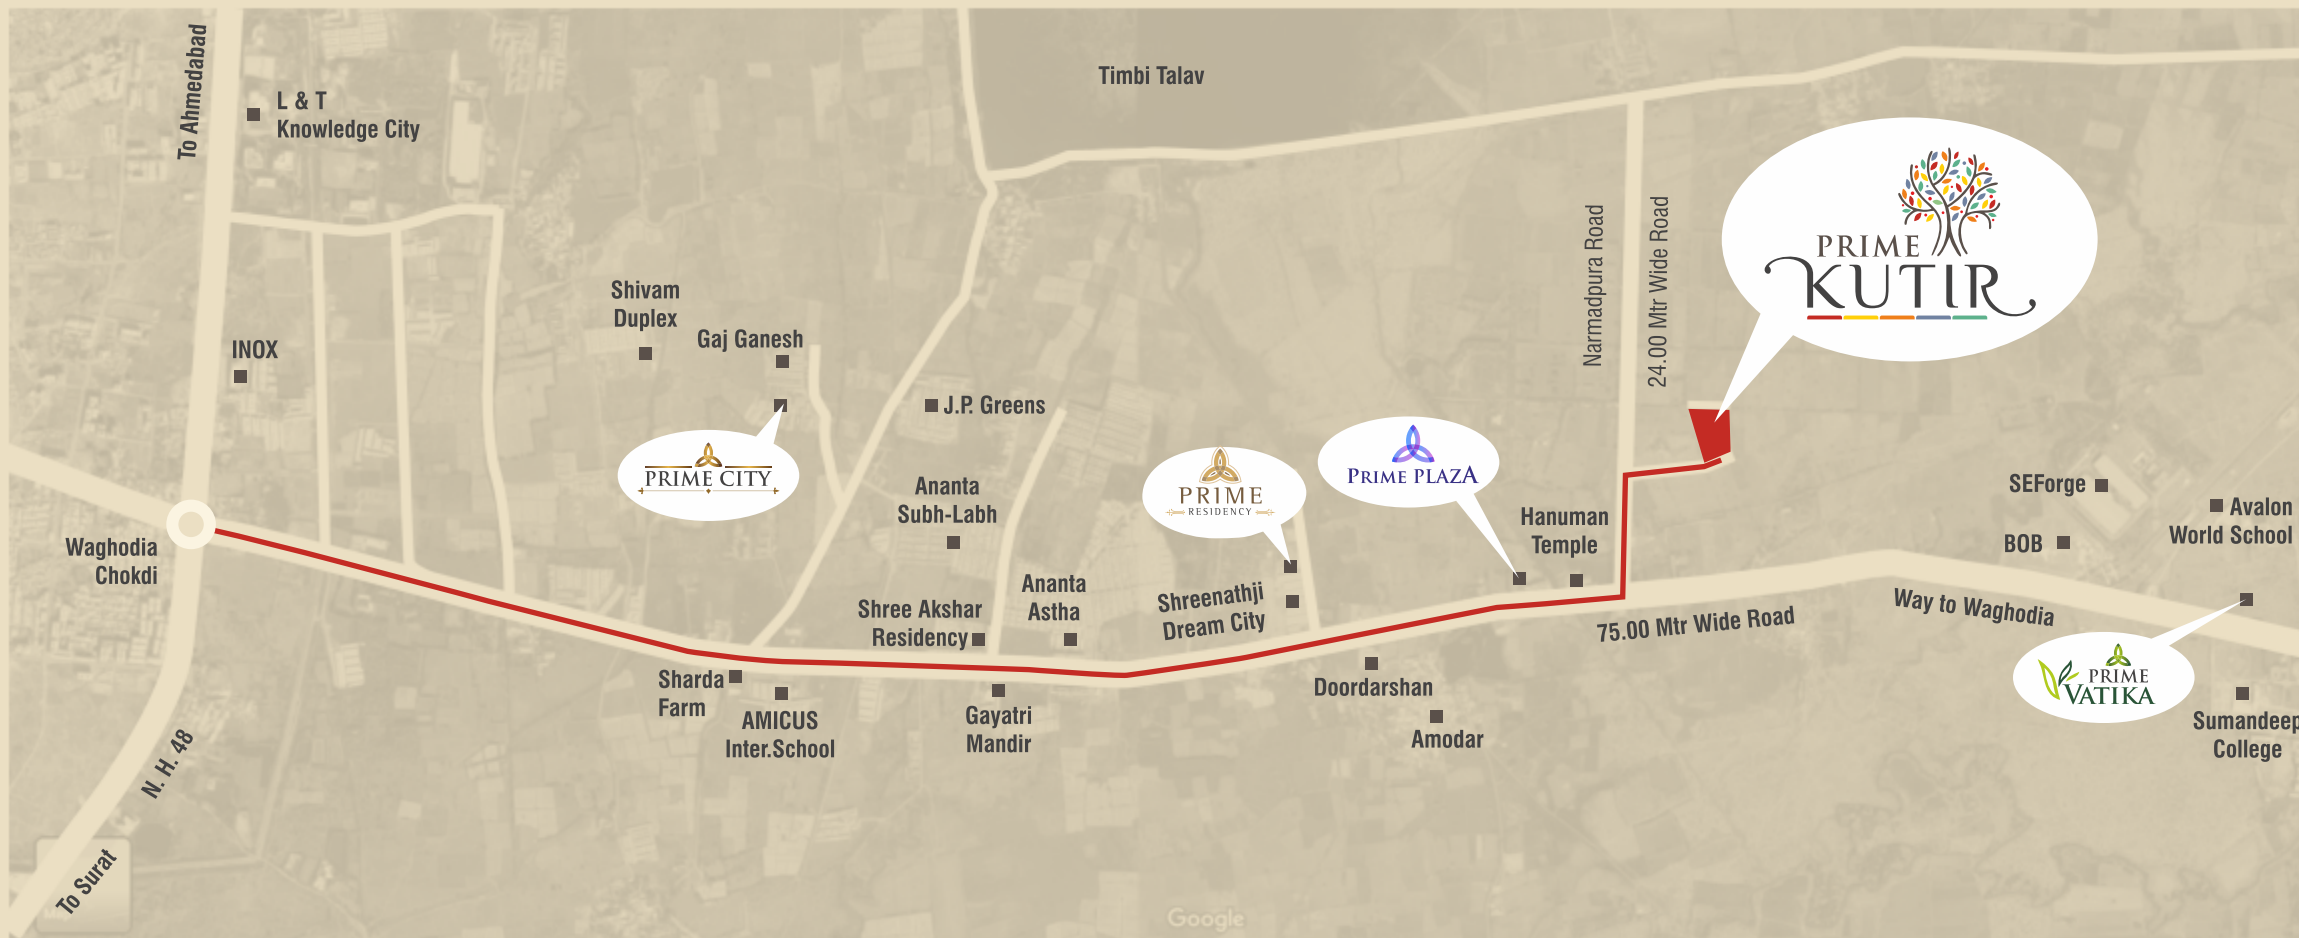 To Ahmedabad
L & T
Knowledge City
Timbi Talav
Narmadpura Road
24.00 Mtr Wide Road
PRIME
KUTIR
Shivam
Duplex
Gaj Ganesh
INOX
J.P. Greens
PRIME CITY
Ananta
Subh-Labh
PRIME
RESIDENCY
PRIME PLAZA
Hanuman
Temple
SEForge
Avalon
World School
BOB
Waghodia
Chokdi
Shree Akshar
Residency
Ananta
Astha
Shreenathji
Dream City
75.00 Mtr Wide Road
Way to Waghodia
Sharda
Farm
AMICUS
Inter.School
Gayatri
Mandir
Doordarshan
Amodar
PRIME
VATIKA
Sumandeep
College
N. H. 48
To Surat
Google